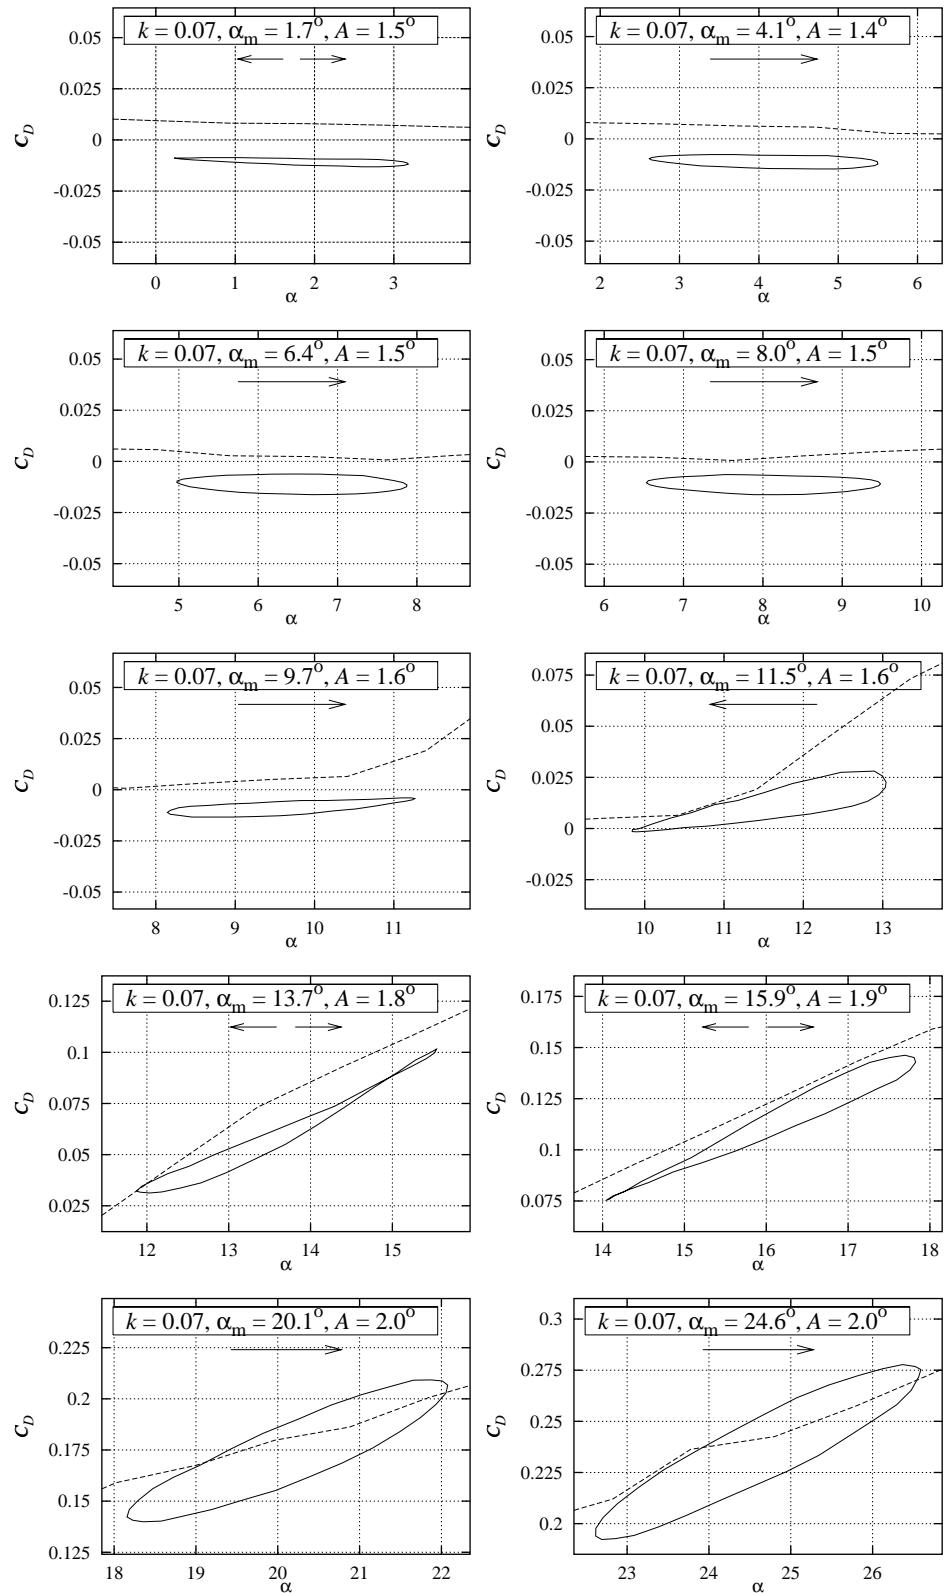 k = 0.07, αm = 1.7°, A = 1.5°
0.05
0.025
0
-0.025
-0.05
CD
0 1 2 3
α
k = 0.07, αm = 4.1°, A = 1.4°
0.05
0.025
0
-0.025
-0.05
CD
2 3 4 5 6
α
k = 0.07, αm = 6.4°, A = 1.5°
0.05
0.025
0
-0.025
-0.05
CD
5 6 7 8
α
k = 0.07, αm = 8.0°, A = 1.5°
0.05
0.025
0
-0.025
-0.05
CD
6 7 8 9 10
α
k = 0.07, αm = 9.7°, A = 1.6°
0.05
0.025
0
-0.025
-0.05
CD
8 9 10 11
α
k = 0.07, αm = 11.5°, A = 1.6°
0.075
0.05
0.025
0
-0.025
CD
10 11 12 13
α
k = 0.07, αm = 13.7°, A = 1.8°
0.125
0.1
0.075
0.05
0.025
CD
12 13 14 15
α
k = 0.07, αm = 15.9°, A = 1.9°
0.175
0.15
0.125
0.1
0.075
CD
14 15 16 17 18
α
k = 0.07, αm = 20.1°, A = 2.0°
0.225
0.2
0.175
0.15
0.125
CD
18 19 20 21 22
α
k = 0.07, αm = 24.6°, A = 2.0°
0.3
0.275
0.25
0.225
0.2
CD
23 24 25 26
α